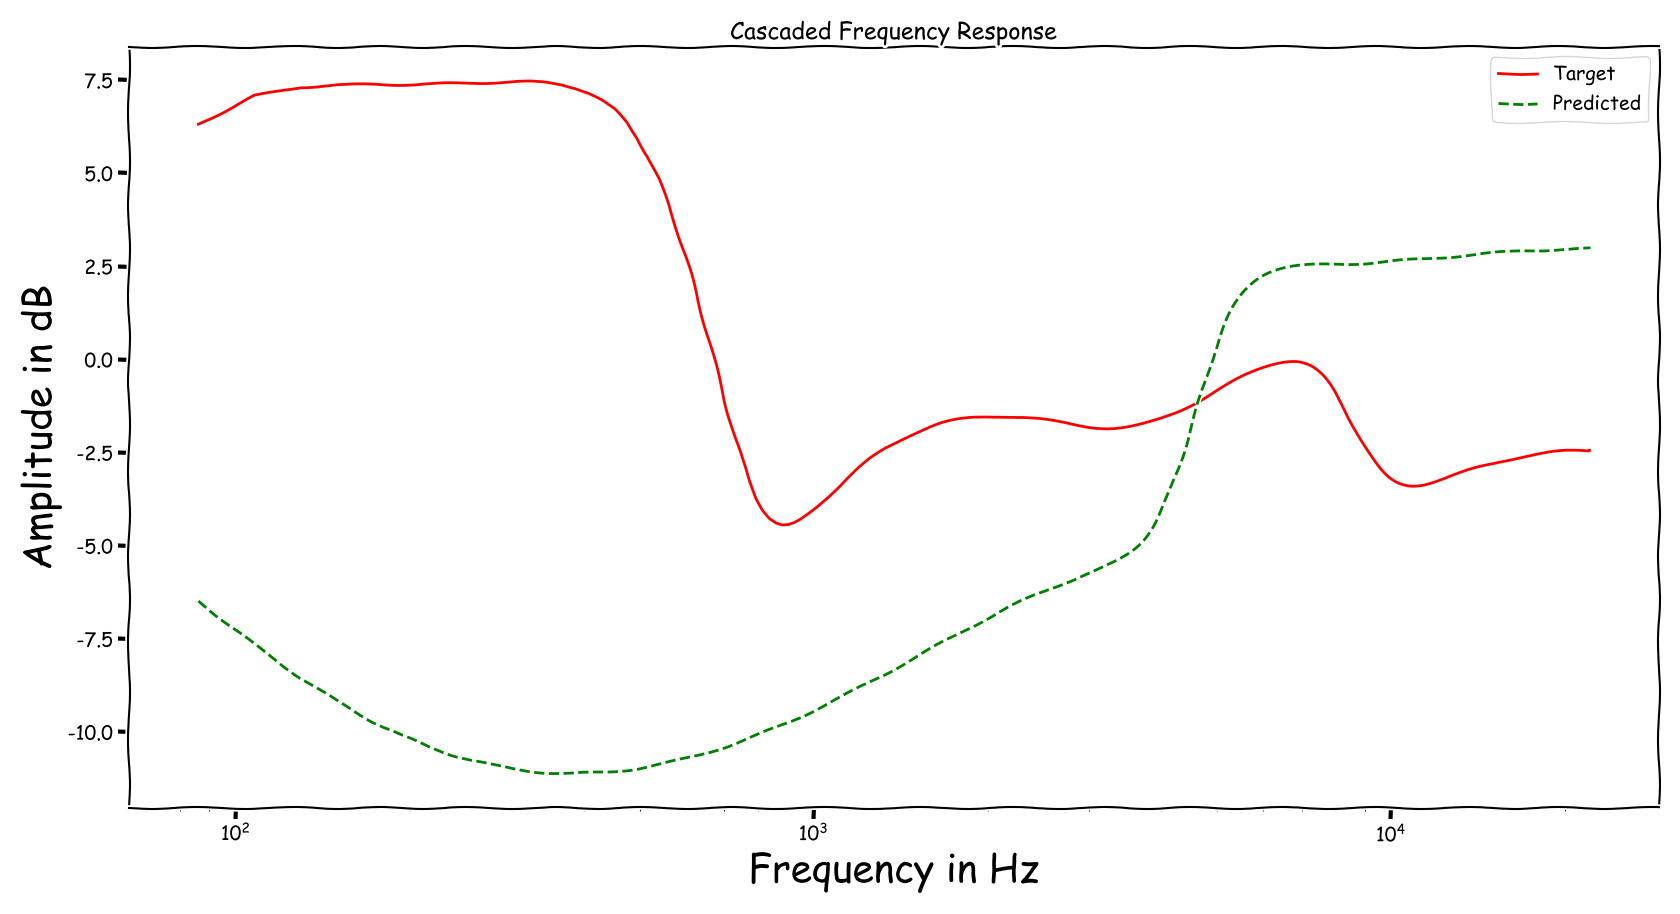 Cascaded Frequency Response
Target
Predicted
7.5
5.0
2.5
0.0
-2.5
-5.0
-7.5
-10.0
Amplitude in dB
10²
10³
10⁴
Frequency in Hz